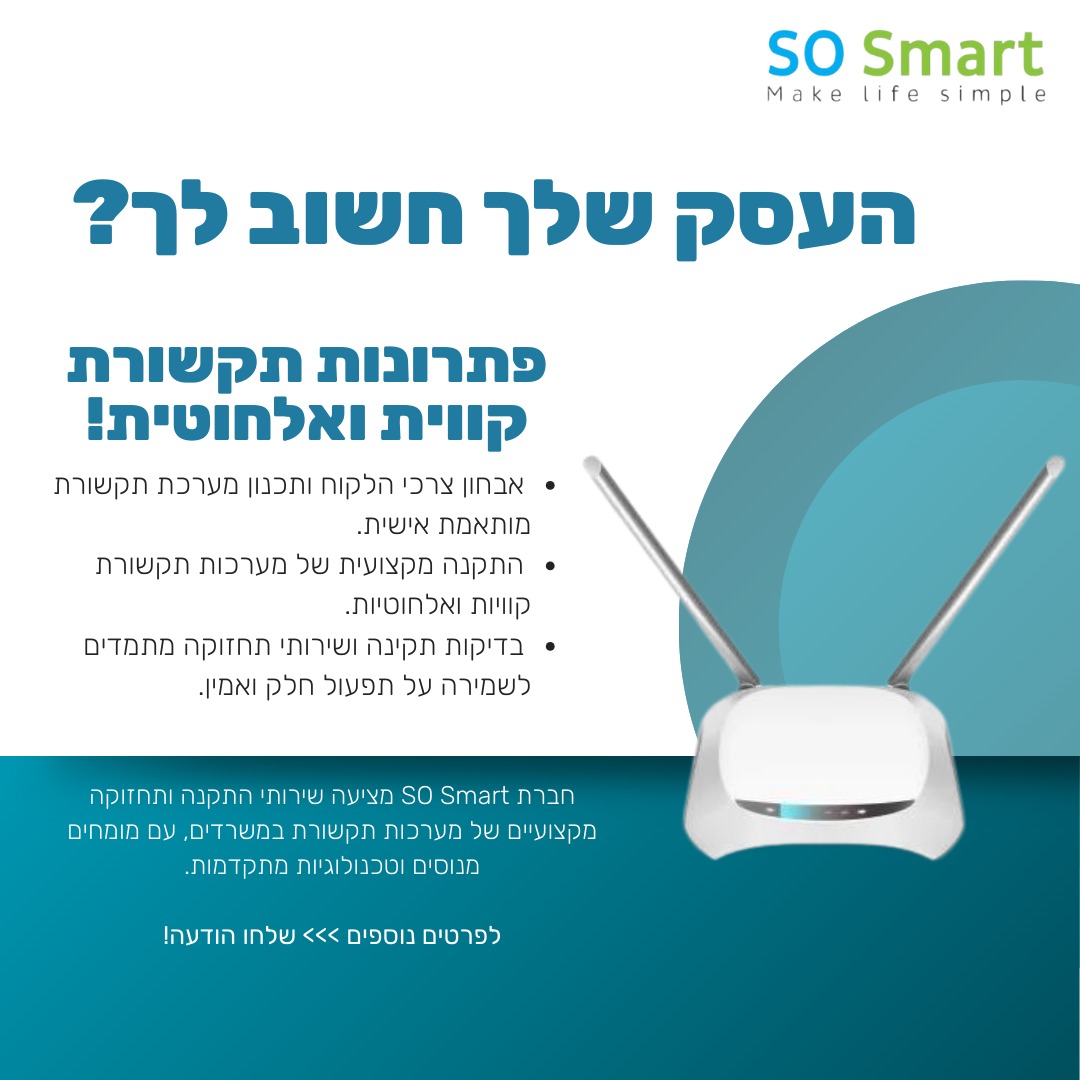 SO Smart
Make life simple
העסק שלך חשוב לך?
פתרונות תקשורת
קווית ואלחוטית!
• אבחון צרכי הלקוח ותכנון מערכת תקשורת
מותאמת אישית.
• התקנה מקצועית של מערכות תקשורת
קוויות ואלחוטיות.
• בדיקות תקינה ושירותי תחזוקה מתמדים
לשמירה על תפעול חלק ואמין.
חברת SO Smart מציעה שירותי התקנה ותחזוקה
מקצועיים של מערכות תקשורת במשרדים, עם מומחים
מנוסים וטכנולוגיות מתקדמות.
לפרטים נוספים >>> שלחו הודעה!